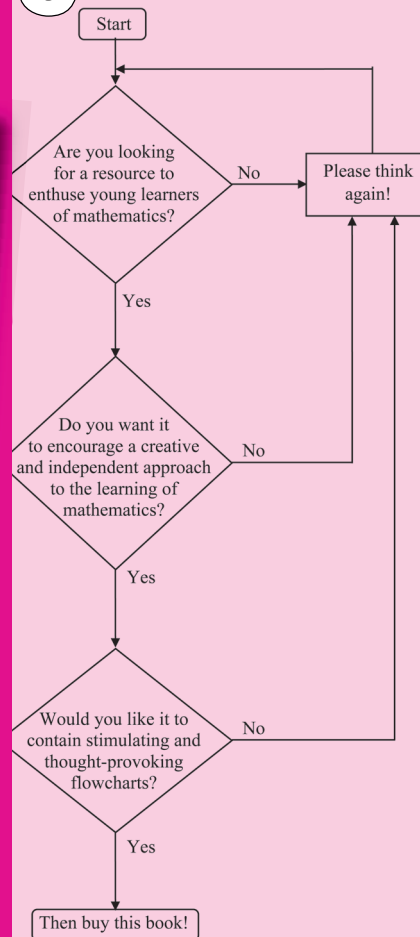 Start
Are you looking
for a resource to
enthuse young learners
of mathematics?
No
Please think
again!
Yes
Do you want it
to encourage a creative
and independent approach
to the learning of
mathematics?
No
Yes
Would you like it to
contain stimulating and
thought-provoking
flowcharts?
No
Yes
Then buy this book!